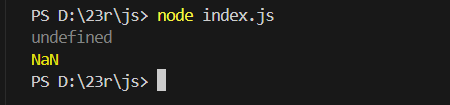 PS D:\23r\js> node index.js
undefined
NaN
PS D:\23r\js>